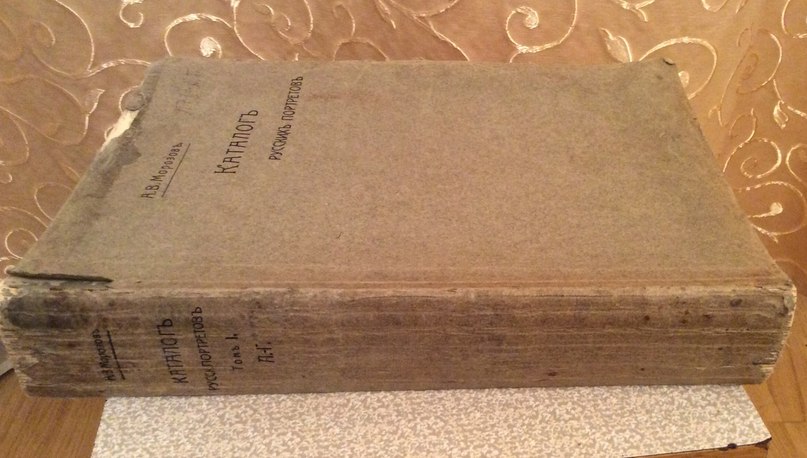 А.В.Морозовъ
Каталогъ
русскихъ портретовъ
А.В.Морозовъ
Каталогъ
русск. портретовъ
Томъ I.
А-Г.